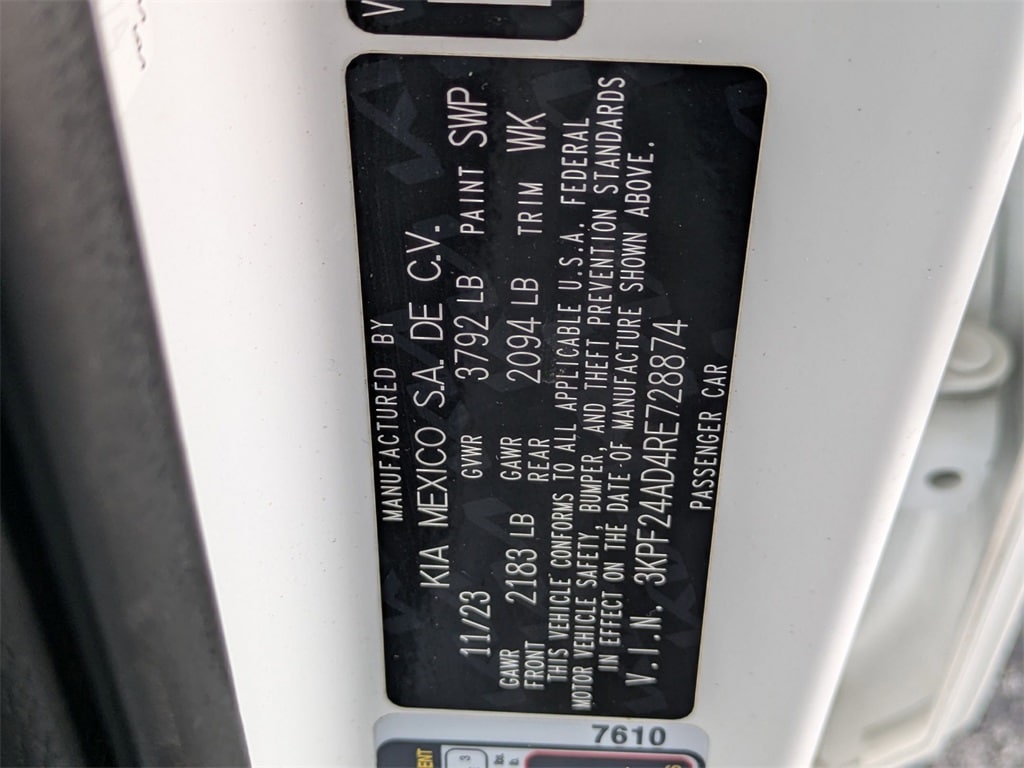 V
MANUFACTURED BY
KIA MEXICO S.A. DE C.V.
11/23 GVWR 3792 LB PAINT SWP
GAWR FRONT 2183 LB GAWR REAR 2094 LB TRIM WK
THIS VEHICLE CONFORMS TO ALL APPLICABLE U.S.A. FEDERAL
MOTOR VEHICLE SAFETY, BUMPER, AND THEFT PREVENTION STANDARDS
IN EFFECT ON THE DATE OF MANUFACTURE SHOWN ABOVE.
V.I.N. 3KPF24AD4RE728874
PASSENGER CAR
7610